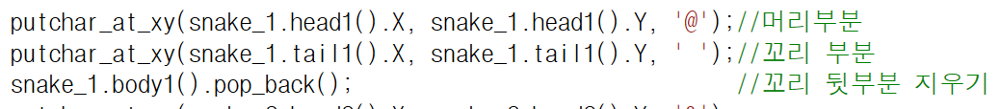 putchar_at_xy(snake_1.head1().X, snake_1.head1().Y, '@');//머리부분
putchar_at_xy(snake_1.tail1().X, snake_1.tail1().Y, ' ');//꼬리 부분
snake_1.body1().pop_back(); //꼬리 뒷부분 지우기